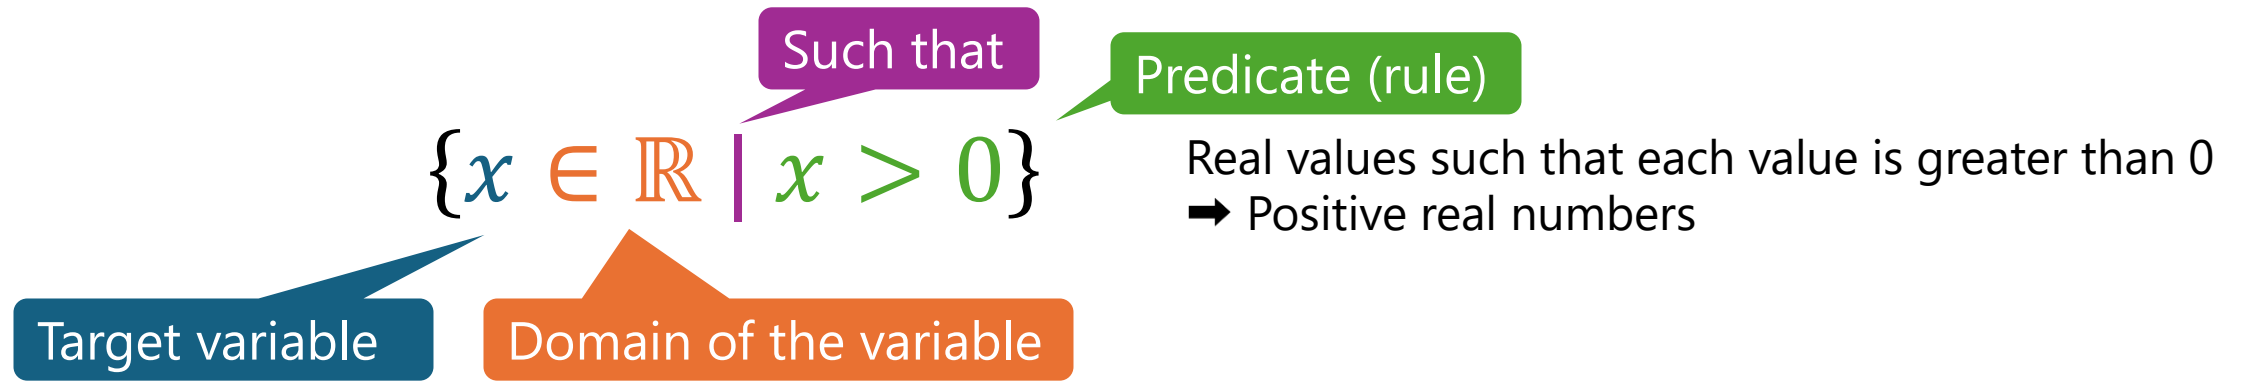 Such that
Predicate (rule)
{x ∈ ℝ | x > 0}
Real values such that each value is greater than 0
➡ Positive real numbers
Target variable
Domain of the variable